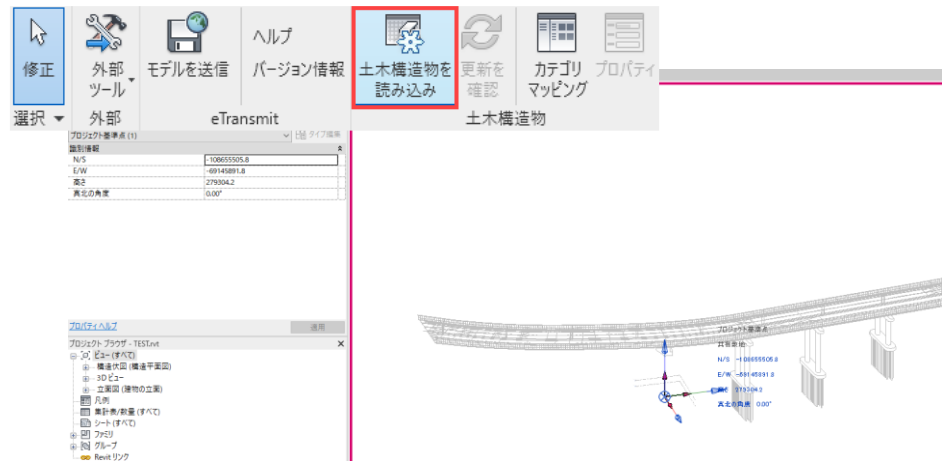 修正
外部
ツール
モデルを送信
ヘルプ
バージョン情報
土木構造物を
読み込み
更新を
確認
カテゴリ
マッピング
プロパティ
選択
外部
eTransmit
土木構造物
プロジェクト基準点 (1)
タイプ編集
識別情報
N/S -108655505.8
E/W -69145891.8
高さ 279304.2
真北の角度 0.00°
プロパティヘルプ
適用
プロジェクト ブラウザ - TEST.rvt
ビュー (すべて)
構造伏図 (構造平面図)
3D ビュー
立面図 (建物の立面)
凡例
集計表/数量 (すべて)
シート (すべて)
ファミリ
グループ
Revit リンク
プロジェクト基準点
N/S -108655505.8
E/W -69145891.8
279304.2
真北の角度 0.00°